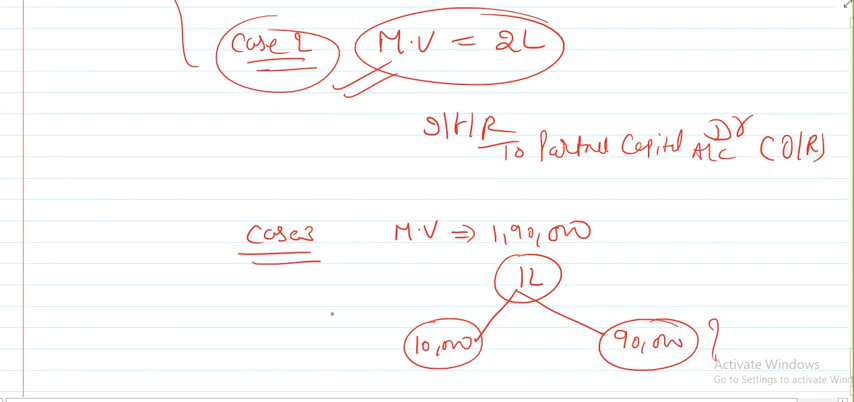 Case 2 M.V = 2L
I/F/R Dr
To Partner Capital A/C (O/R)
Case 3 M.V ⇒ 1,90,000
1L
10,000 90,000 ?
Activate Windows
Go to Settings to activate Wind